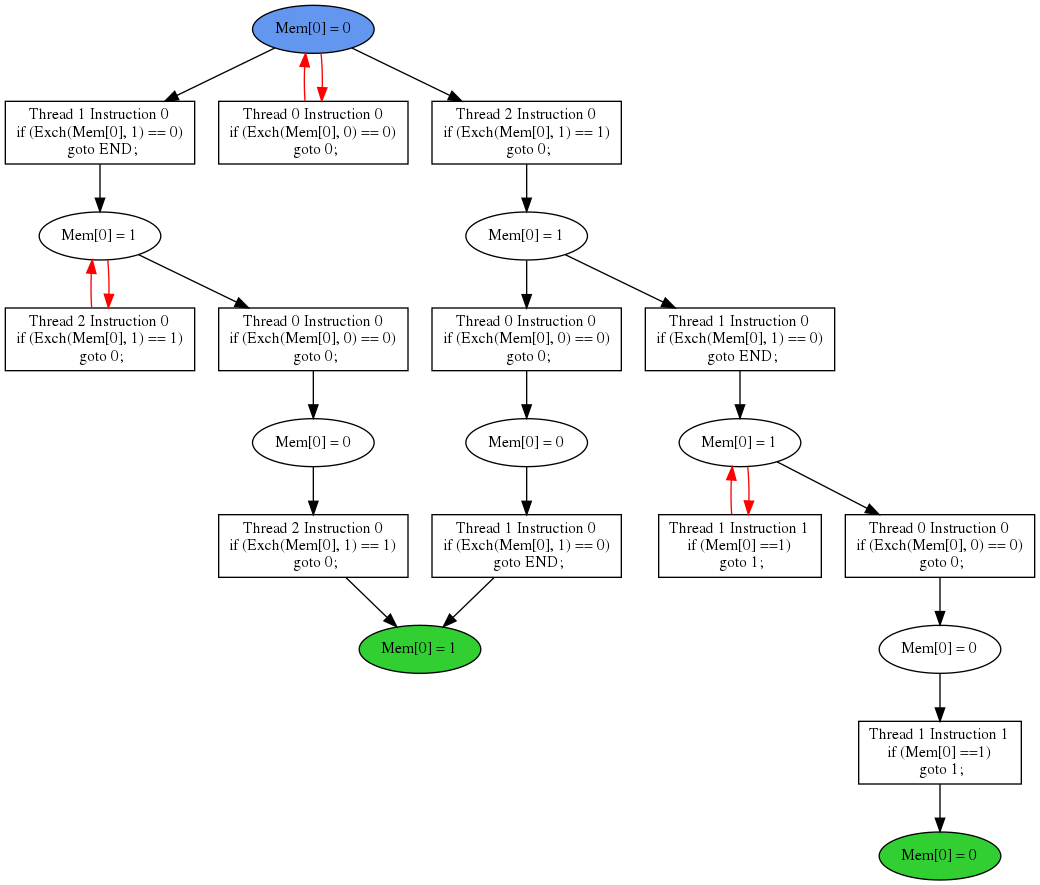 Mem[0] = 0
Thread 1 Instruction 0
if (Exch(Mem[0], 1) == 0)
goto END;
Thread 0 Instruction 0
if (Exch(Mem[0], 0) == 0)
goto 0;
Thread 2 Instruction 0
if (Exch(Mem[0], 1) == 1)
goto 0;
Mem[0] = 1
Mem[0] = 1
Thread 2 Instruction 0
if (Exch(Mem[0], 1) == 1)
goto 0;
Thread 0 Instruction 0
if (Exch(Mem[0], 0) == 0)
goto 0;
Thread 0 Instruction 0
if (Exch(Mem[0], 0) == 0)
goto 0;
Thread 1 Instruction 0
if (Exch(Mem[0], 1) == 0)
goto END;
Mem[0] = 0
Mem[0] = 0
Mem[0] = 1
Thread 2 Instruction 0
if (Exch(Mem[0], 1) == 1)
goto 0;
Thread 1 Instruction 0
if (Exch(Mem[0], 1) == 0)
goto END;
Thread 1 Instruction 1
if (Mem[0] ==1)
goto 1;
Thread 0 Instruction 0
if (Exch(Mem[0], 0) == 0)
goto 0;
Mem[0] = 1
Mem[0] = 0
Thread 1 Instruction 1
if (Mem[0] ==1)
goto 1;
Mem[0] = 0